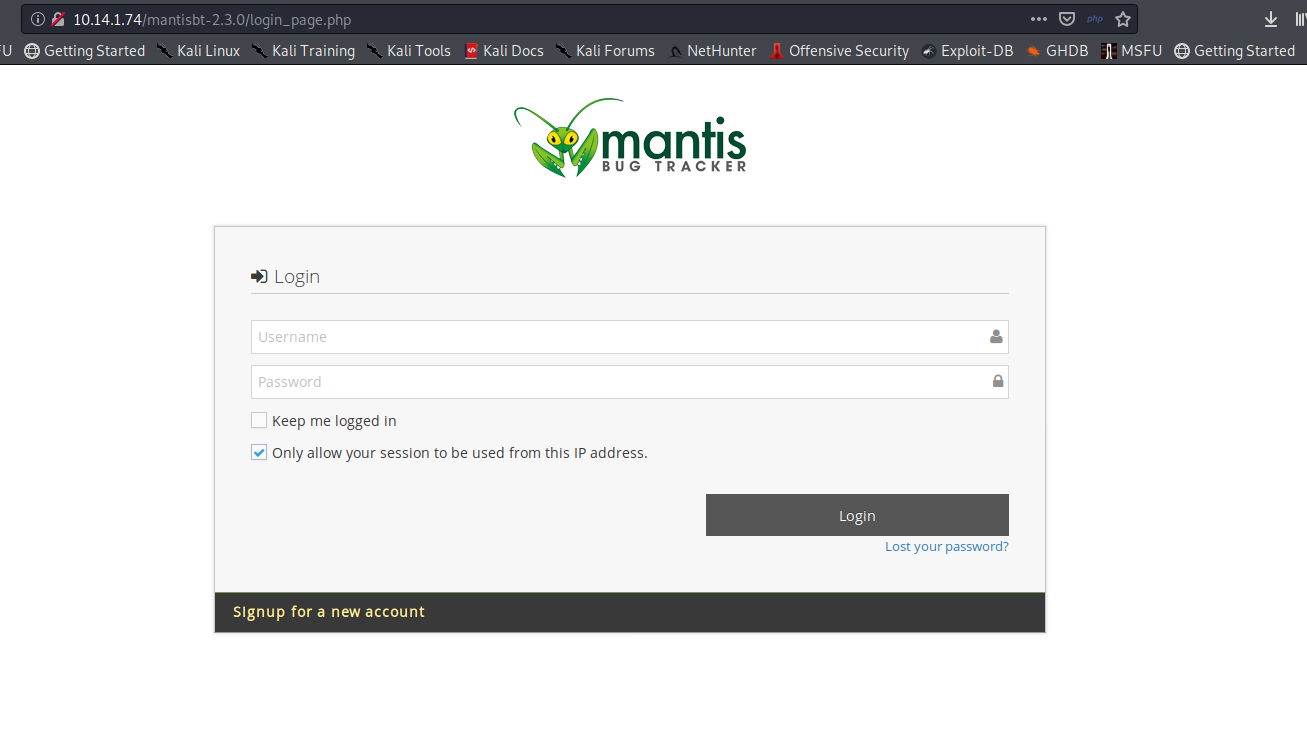 10.14.1.74/mantisbt-2.3.0/login_page.php ••• php
FU Getting Started Kali Linux Kali Training Kali Tools Kali Docs Kali Forums NetHunter Offensive Security Exploit-DB GHDB MSFU Getting Started
mantis
BUG TRACKER
Login
Username
Password
Keep me logged in
Only allow your session to be used from this IP address.
Login
Lost your password?
SIgnup for a new account